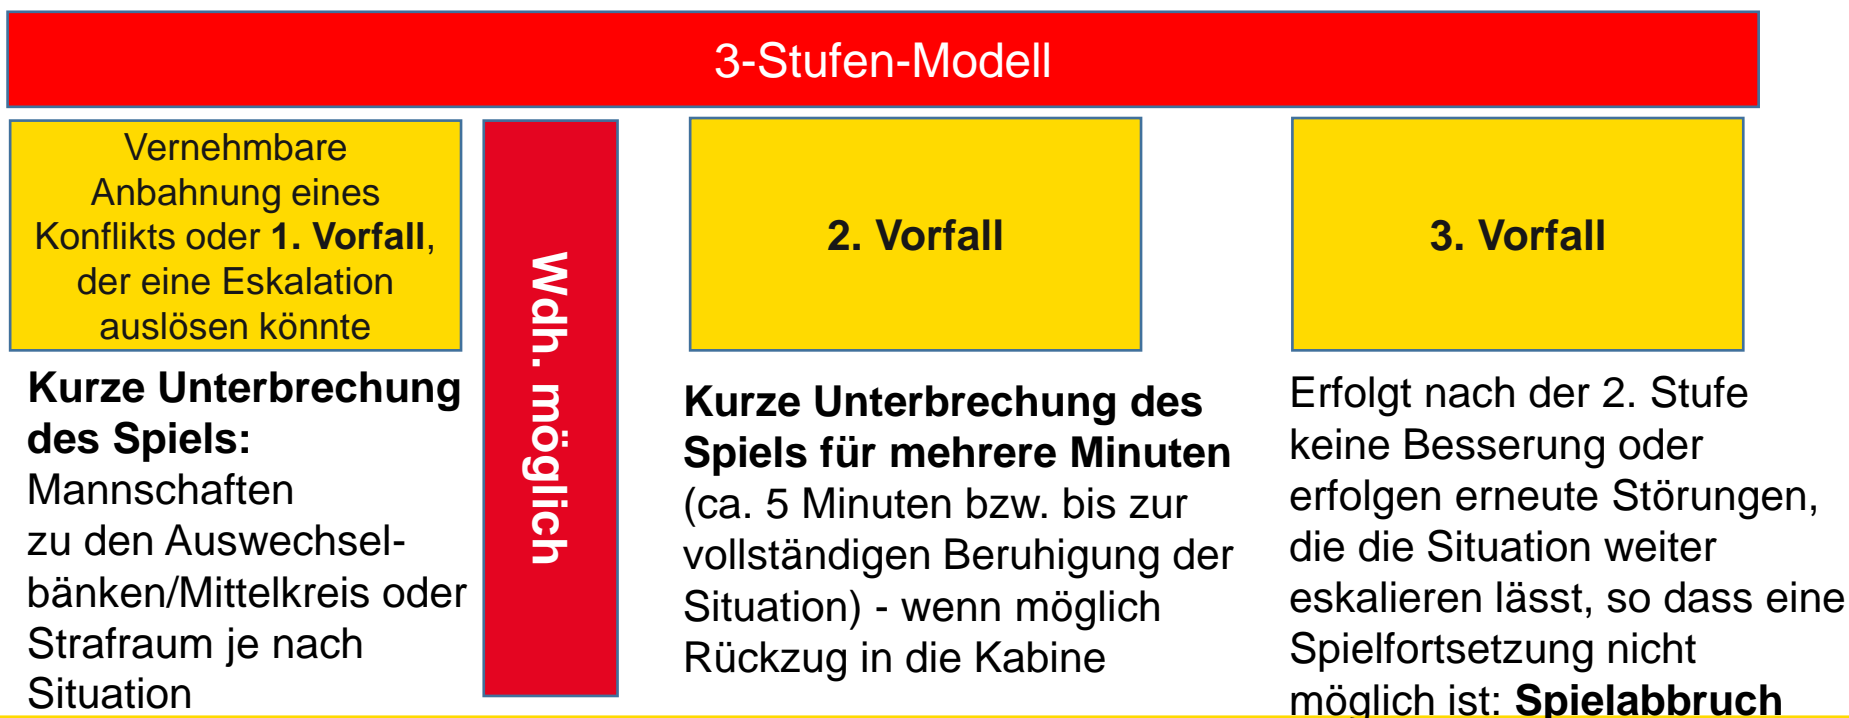 3-Stufen-Modell
Vernehmbare
Anbahnung eines
Konflikts oder 1. Vorfall,
der eine Eskalation
auslösen könnte
Kurze Unterbrechung
des Spiels:
Mannschaften
zu den Auswechsel-
bänken/Mittelkreis oder
Strafraum je nach
Situation
Wdh. möglich
2. Vorfall
Kurze Unterbrechung des
Spiels für mehrere Minuten
(ca. 5 Minuten bzw. bis zur
vollständigen Beruhigung der
Situation) - wenn möglich
Rückzug in die Kabine
3. Vorfall
Erfolgt nach der 2. Stufe
keine Besserung oder
erfolgen erneute Störungen,
die die Situation weiter
eskalieren lässt, so dass eine
Spielfortsetzung nicht
möglich ist: Spielabbruch